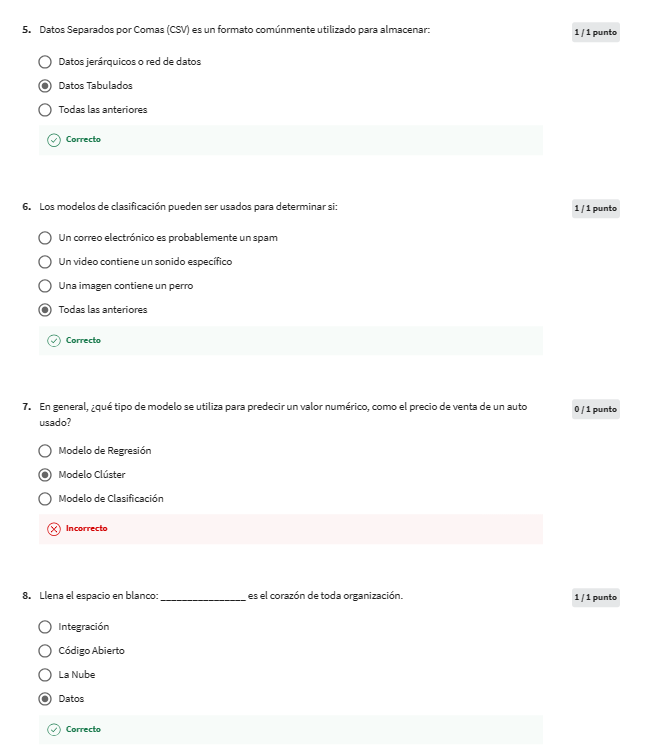 5. Datos Separados por Comas (CSV) es un formato comúnmente utilizado para almacenar:
1 / 1 punto
Datos jerárquicos o red de datos
Datos Tabulados
Todas las anteriores
Correcto
6. Los modelos de clasificación pueden ser usados para determinar si:
1 / 1 punto
Un correo electrónico es probablemente un spam
Un video contiene un sonido específico
Una imagen contiene un perro
Todas las anteriores
Correcto
7. En general, ¿qué tipo de modelo se utiliza para predecir un valor numérico, como el precio de venta de un auto
usado?
0 / 1 punto
Modelo de Regresión
Modelo Clúster
Modelo de Clasificación
Incorrecto
8. Llena el espacio en blanco: ________________ es el corazón de toda organización.
1 / 1 punto
Integración
Código Abierto
La Nube
Datos
Correcto